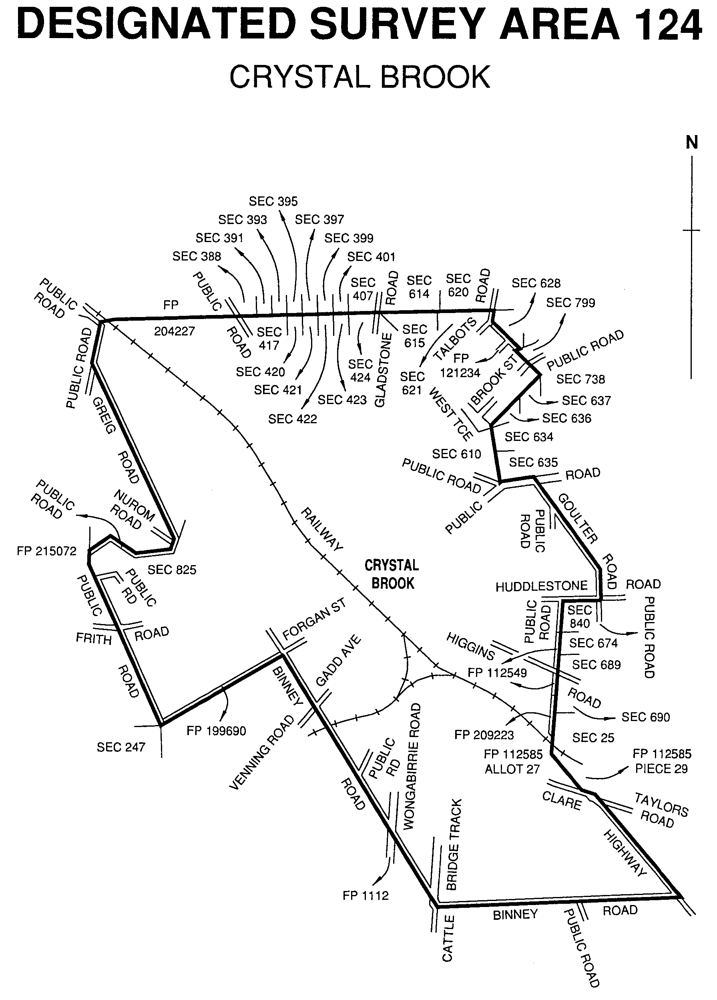 DESIGNATED SURVEY AREA 124
CRYSTAL BROOK
N
SEC 395
SEC 393
SEC 397
SEC 391
SEC 399
SEC 388
SEC 401
PUBLIC
ROAD
FP
204227
PUBLIC
ROAD
SEC
407
ROAD
SEC
614
SEC
620
ROAD
SEC 628
SEC 799
SEC
417
SEC 420
SEC 421
SEC 422
SEC 423
SEC
424
GLADSTONE
SEC
615
SEC
621
TALBOTS
FP
121234
BROOK ST
PUBLIC ROAD
SEC 738
SEC 637
SEC 636
WEST TCE
SEC 634
SEC 610
SEC 635
PUBLIC ROAD
PUBLIC
ROAD
PUBLIC
ROAD
GOULTER
ROAD
PUBLIC ROAD
GREIG
ROAD
PUBLIC
ROAD
NUROM
ROAD
FP 215072
SEC 825
PUBLIC
RD
PUBLIC
ROAD
FRITH
ROAD
RAILWAY
CRYSTAL
BROOK
HUDDLESTONE
ROAD
PUBLIC
ROAD
SEC
840
PUBLIC ROAD
SEC 674
HIGGINS
ROAD
SEC 689
FP 112549
SEC 690
FP 209223
SEC 25
FP 112585
ALLOT 27
FP 112585
PIECE 29
FORGAN ST
GADD AVE
BINNEY
ROAD
FP 199690
SEC 247
VENNING ROAD
PUBLIC
RD
WONGABIRRIE ROAD
CLARE
HIGHWAY
TAYLORS
ROAD
FP 1112
BRIDGE TRACK
CATTLE
BINNEY
ROAD
PUBLIC ROAD